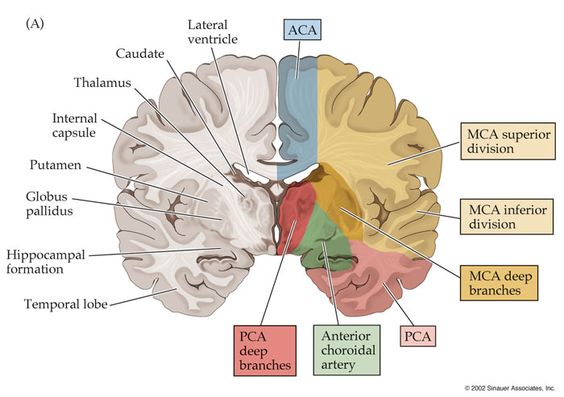 (A)
Lateral
ventricle
ACA
Caudate
Thalamus
Internal
capsule
MCA superior
division
Putamen
Globus
pallidus
MCA inferior
division
Hippocampal
formation
MCA deep
branches
Temporal lobe
PCA
deep
branches
Anterior
choroidal
artery
PCA
© 2002 Sinauer Associates, Inc.